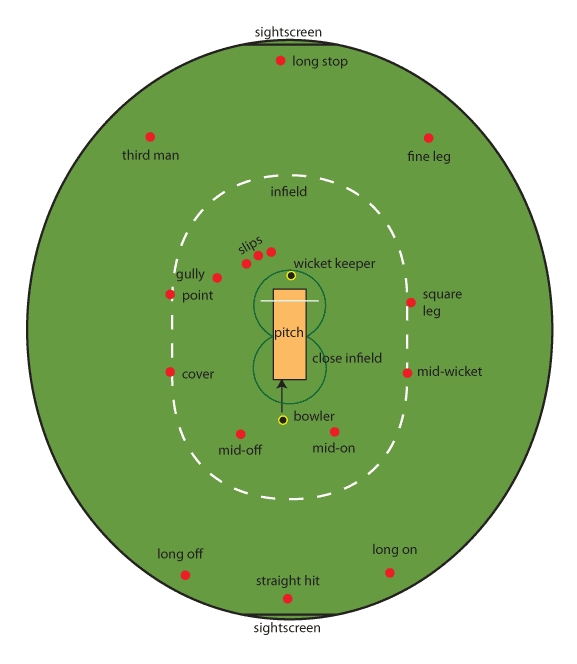 sightscreen
long stop
third man
fine leg
infield
slips
wicket keeper
gully
point
square
leg
pitch
close infield
cover
mid-wicket
bowler
mid-off
mid-on
long off
long on
straight hit
sightscreen